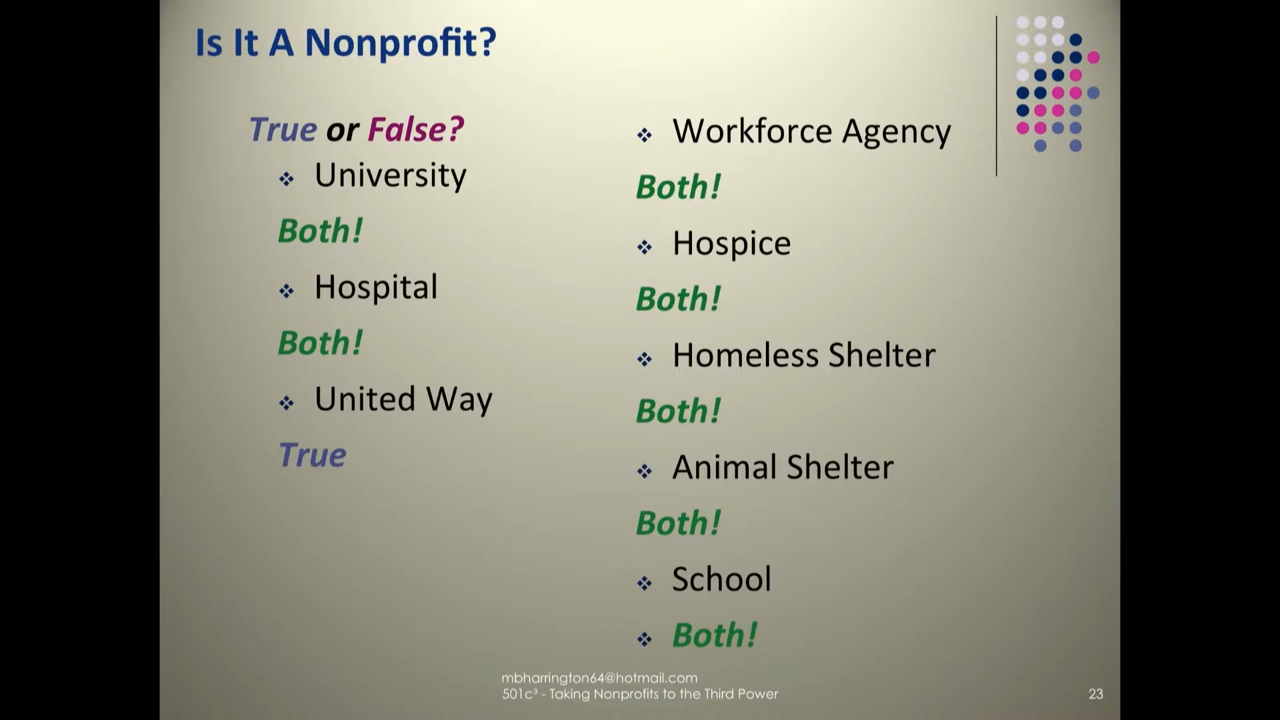 Is It A Nonprofit?
True or False?
❖ University
Both!
❖ Hospital
Both!
❖ United Way
True
❖ Workforce Agency
Both!
❖ Hospice
Both!
❖ Homeless Shelter
Both!
❖ Animal Shelter
Both!
❖ School
❖ Both!
mbharrington64@hotmail.com
501c³ - Taking Nonprofits to the Third Power
23